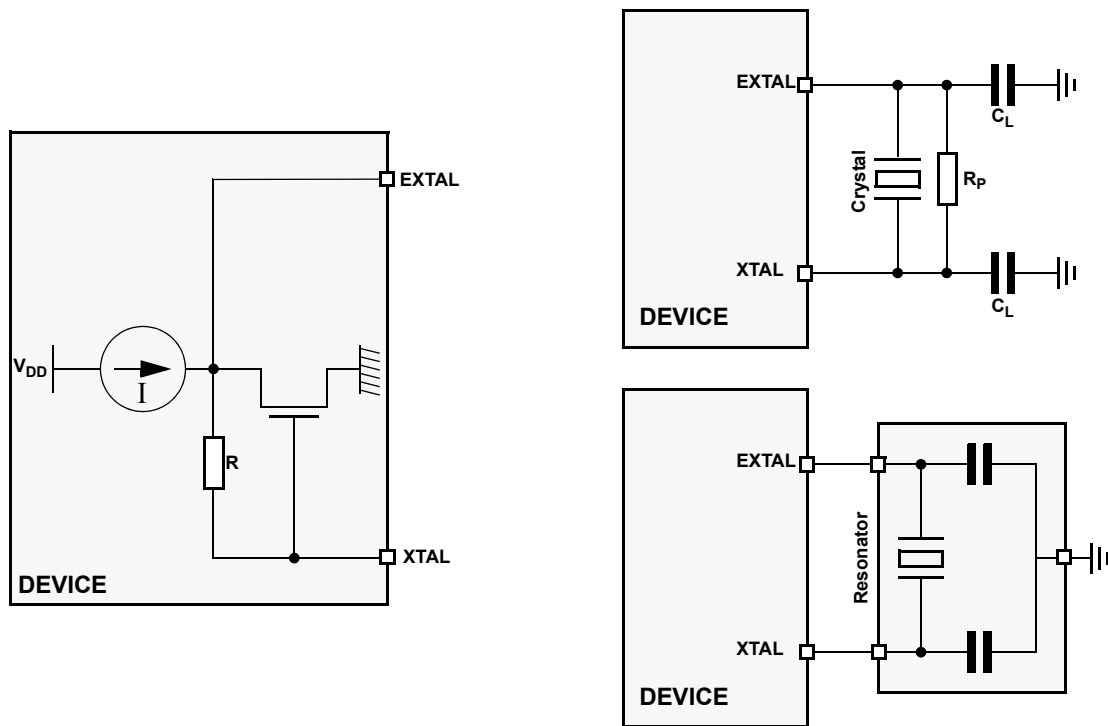 EXTAL
V_DD
I
R
XTAL
DEVICE
EXTAL
C_L
Crystal
R_P
XTAL
C_L
DEVICE
EXTAL
Resonator
XTAL
DEVICE